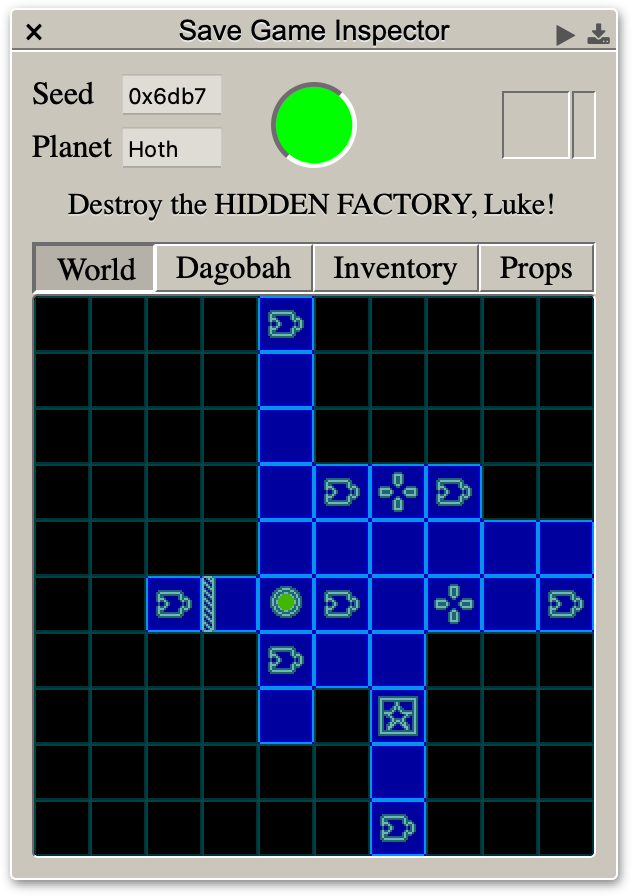 Save Game Inspector
Seed 0x6db7
Planet Hoth
Destroy the HIDDEN FACTORY, Luke!
World Dagobah Inventory Props